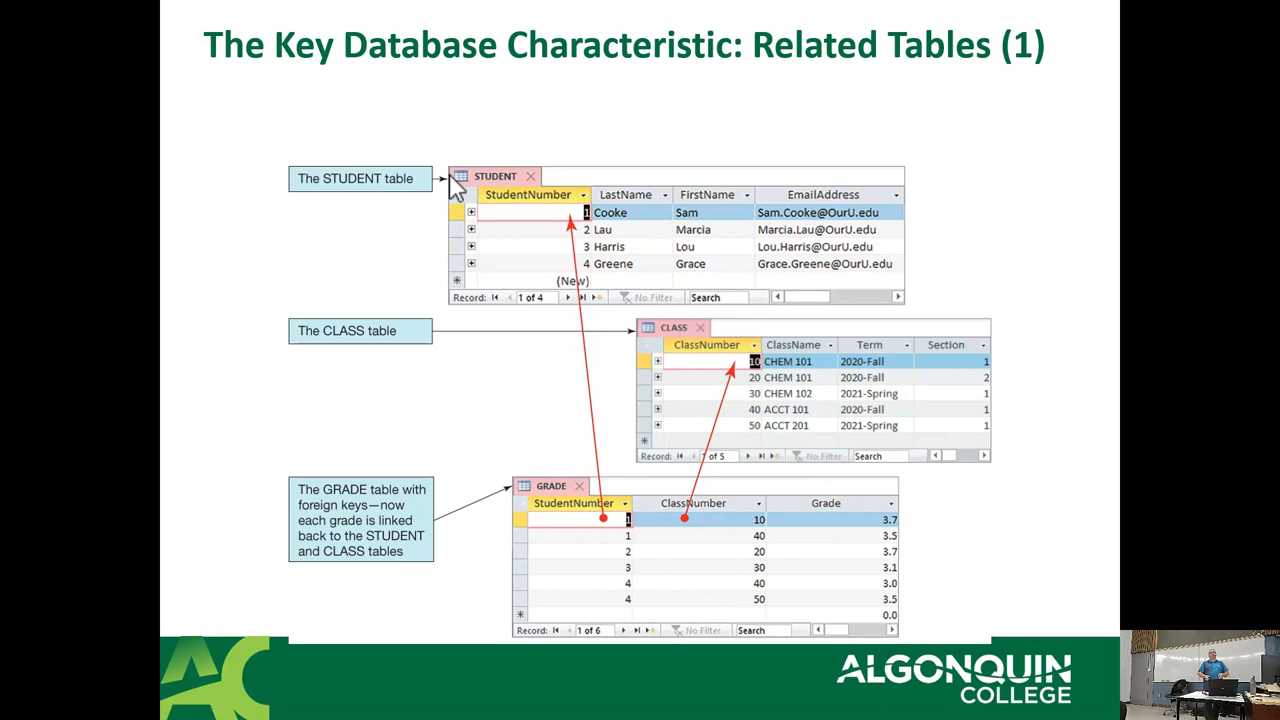 The Key Database Characteristic: Related Tables (1)
The STUDENT table
STUDENT
StudentNumber LastName FirstName EmailAddress
1 Cooke Sam Sam.Cooke@OurU.edu
2 Lau Marcia Marcia.Lau@OurU.edu
3 Harris Lou Lou.Harris@OurU.edu
4 Greene Grace Grace.Greene@OurU.edu
(New)
Record: 1 of 4 No Filter Search
The CLASS table
CLASS
ClassNumber ClassName Term Section
10 CHEM 101 2020-Fall 1
20 CHEM 101 2020-Fall 2
30 CHEM 102 2021-Spring 1
40 ACCT 101 2020-Fall 1
50 ACCT 201 2021-Spring 1
Record: 1 of 5 No Filter Search
The GRADE table with
foreign keys—now
each grade is linked
back to the STUDENT
and CLASS tables
GRADE
StudentNumber ClassNumber Grade
1 10 3.7
1 40 3.5
2 20 3.7
3 30 3.1
4 40 3.0
4 50 3.5
0.0
Record: 1 of 6 No Filter Search
AC
ALGONQUIN
COLLEGE